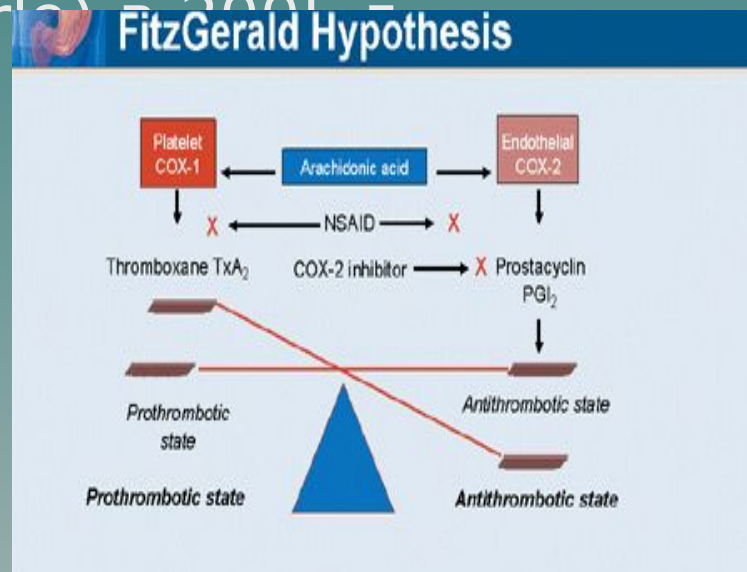 FitzGerald Hypothesis
Platelet
COX-1
Arachidonic acid
Endothelial
COX-2
X
NSAID
X
Thromboxane TxA₂
COX-2 inhibitor
X
Prostacyclin
PGI₂
Prothrombotic
state
Antithrombotic state
Prothrombotic state
Antithrombotic state